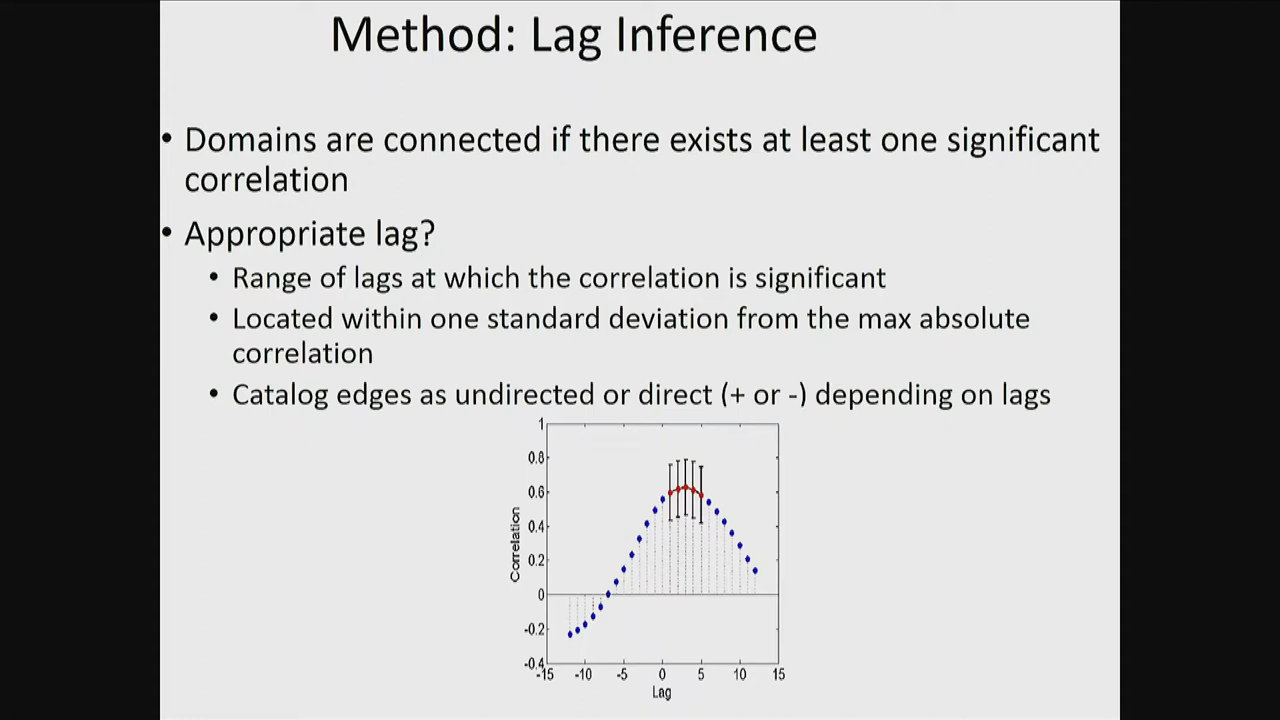 Method: Lag Inference
• Domains are connected if there exists at least one significant
correlation
• Appropriate lag?
• Range of lags at which the correlation is significant
• Located within one standard deviation from the max absolute
correlation
• Catalog edges as undirected or direct (+ or -) depending on lags
1
0.8
0.6
0.4
0.2
0
-0.2
-0.4
Correlation
-15 -10 -5 0 5 10 15
Lag